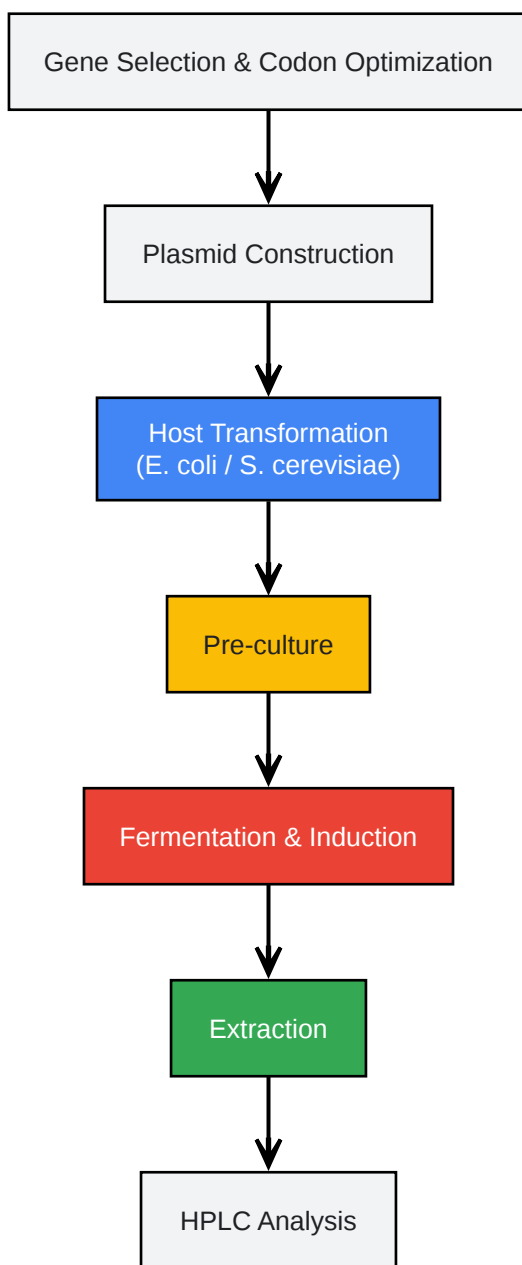 Gene Selection & Codon Optimization
Plasmid Construction
Host Transformation
(E. coli / S. cerevisiae)
Pre-culture
Fermentation & Induction
Extraction
HPLC Analysis